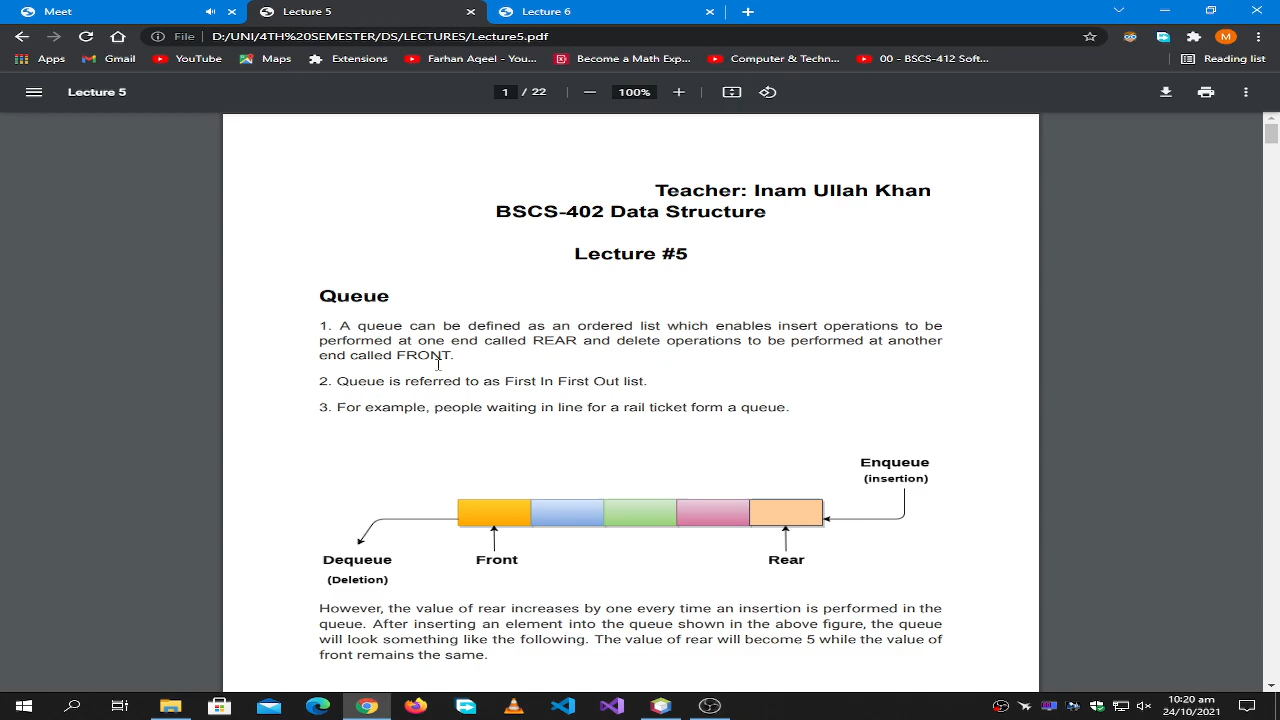 Meet
Lecture 5
Lecture 6
File D:/UNI/4TH%20SEMESTER/DS/LECTURES/Lecture5.pdf
M
Apps Gmail YouTube Maps Extensions Farhan Aqeel - You... Become a Math Exp... Computer & Techn... 00 - BSCS-412 Soft... Reading list
Lecture 5 1 / 22 100%
Teacher: Inam Ullah Khan
BSCS-402 Data Structure
Lecture #5
Queue
1. A queue can be defined as an ordered list which enables insert operations to be
performed at one end called REAR and delete operations to be performed at another
end called FRONT.
2. Queue is referred to as First In First Out list.
3. For example, people waiting in line for a rail ticket form a queue.
Enqueue
(insertion)
Dequeue
(Deletion)
Front
Rear
However, the value of rear increases by one every time an insertion is performed in the
queue. After inserting an element into the queue shown in the above figure, the queue
will look something like the following. The value of rear will become 5 while the value of
front remains the same.
10:20 am
24/10/2021